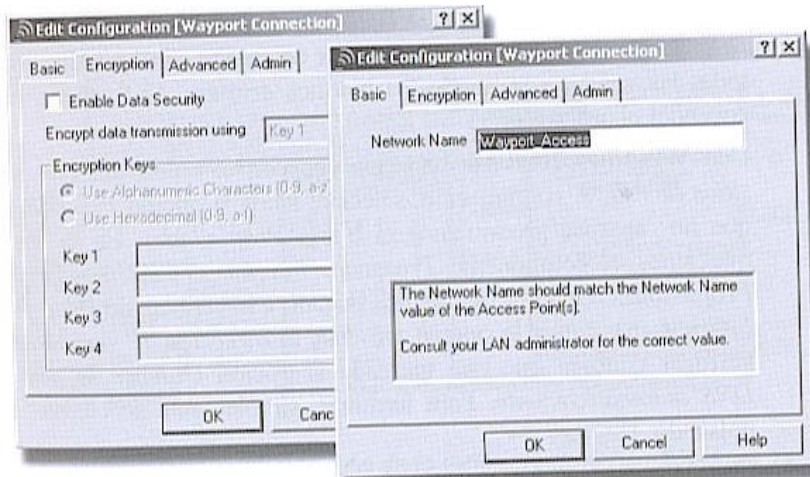 Edit Configuration [Wayport Connection]
Basic Encryption Advanced Admin
Enable Data Security
Encrypt data transmission using Key 1
Encryption Keys
Use Alphanumeric Characters (0-9, a-z)
Use Hexadecimal (0-9, a-f)
Key 1
Key 2
Key 3
Key 4
OK
Edit Configuration [Wayport Connection]
Basic Encryption Advanced Admin
Network Name Wayport_Access
The Network Name should match the Network Name
value of the Access Point(s).
Consult your LAN administrator for the correct value.
OK Cancel Help